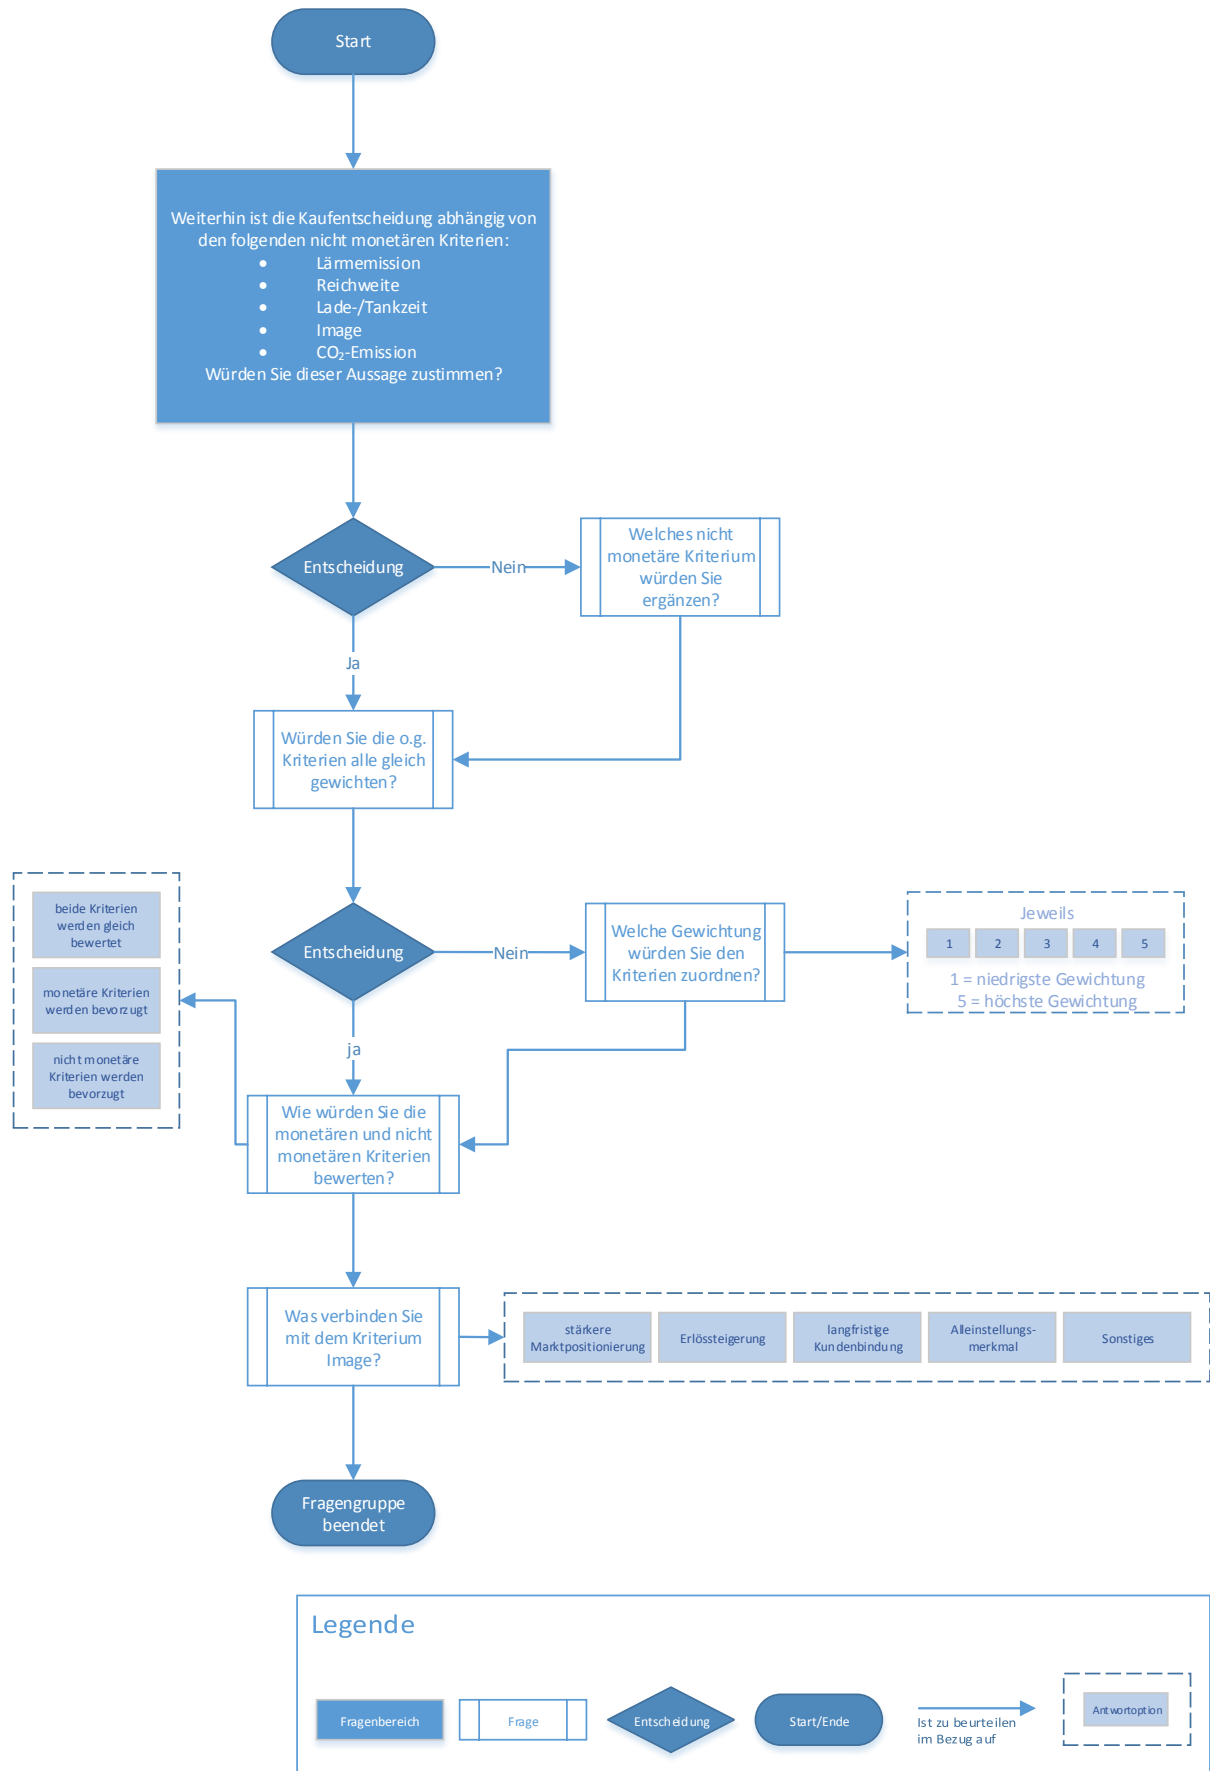 Start
Weiterhin ist die Kaufentscheidung abhängig von
den folgenden nicht monetären Kriterien:
• Lärmemission
• Reichweite
• Lade-/Tankzeit
• Image
• CO₂-Emission
Würden Sie dieser Aussage zustimmen?
Entscheidung
Nein
Welches nicht
monetäre Kriterium
würden Sie
ergänzen?
Ja
Würden Sie die o.g.
Kriterien alle gleich
gewichten?
beide Kriterien
werden gleich
bewertet
monetäre Kriterien
werden bevorzugt
nicht monetäre
Kriterien werden
bevorzugt
Entscheidung
Nein
Welche Gewichtung
würden Sie den
Kriterien zuordnen?
Jeweils
1 2 3 4 5
1 = niedrigste Gewichtung
5 = höchste Gewichtung
ja
Wie würden Sie die
monetären und nicht
monetären Kriterien
bewerten?
Was verbinden Sie
mit dem Kriterium
Image?
stärkere
Marktpositionierung
Erlössteigerung
langfristige
Kundenbindung
Alleinstellungs-
merkmal
Sonstiges
Fragengruppe
beendet
Legende
Fragenbereich
Frage
Entscheidung
Start/Ende
Ist zu beurteilen
im Bezug auf
Antwortoption